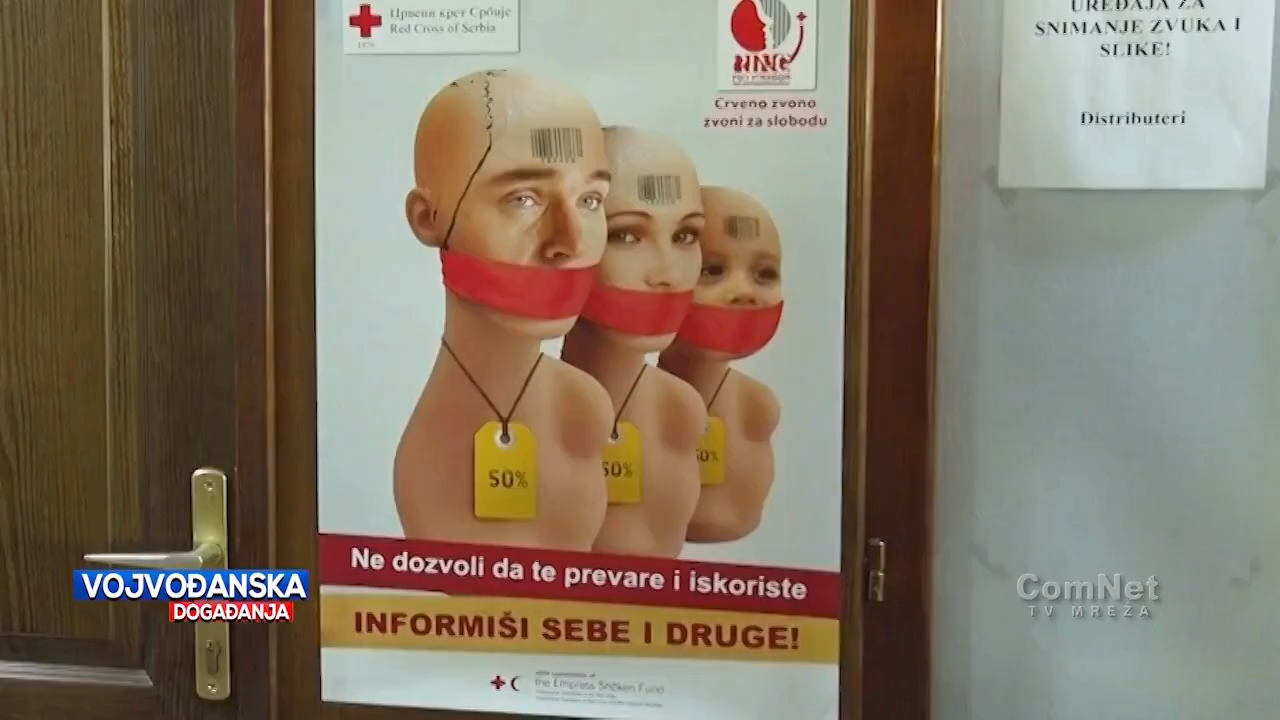 Црвени крст Србије
Red Cross of Serbia
1876
Crveno zvono
zvoni za slobodu
UREĐAJA ZA
SNIMANJE ZVUKA I
SLIKE!
Distributeri
50%
50%
50%
Ne dozvoli da te prevare i iskoriste
INFORMIŠI SEBE I DRUGE!
the Empress Shôken Fund
VOJVOĐANSKA
DOGAĐANJA
ComNet
TV MREŽA